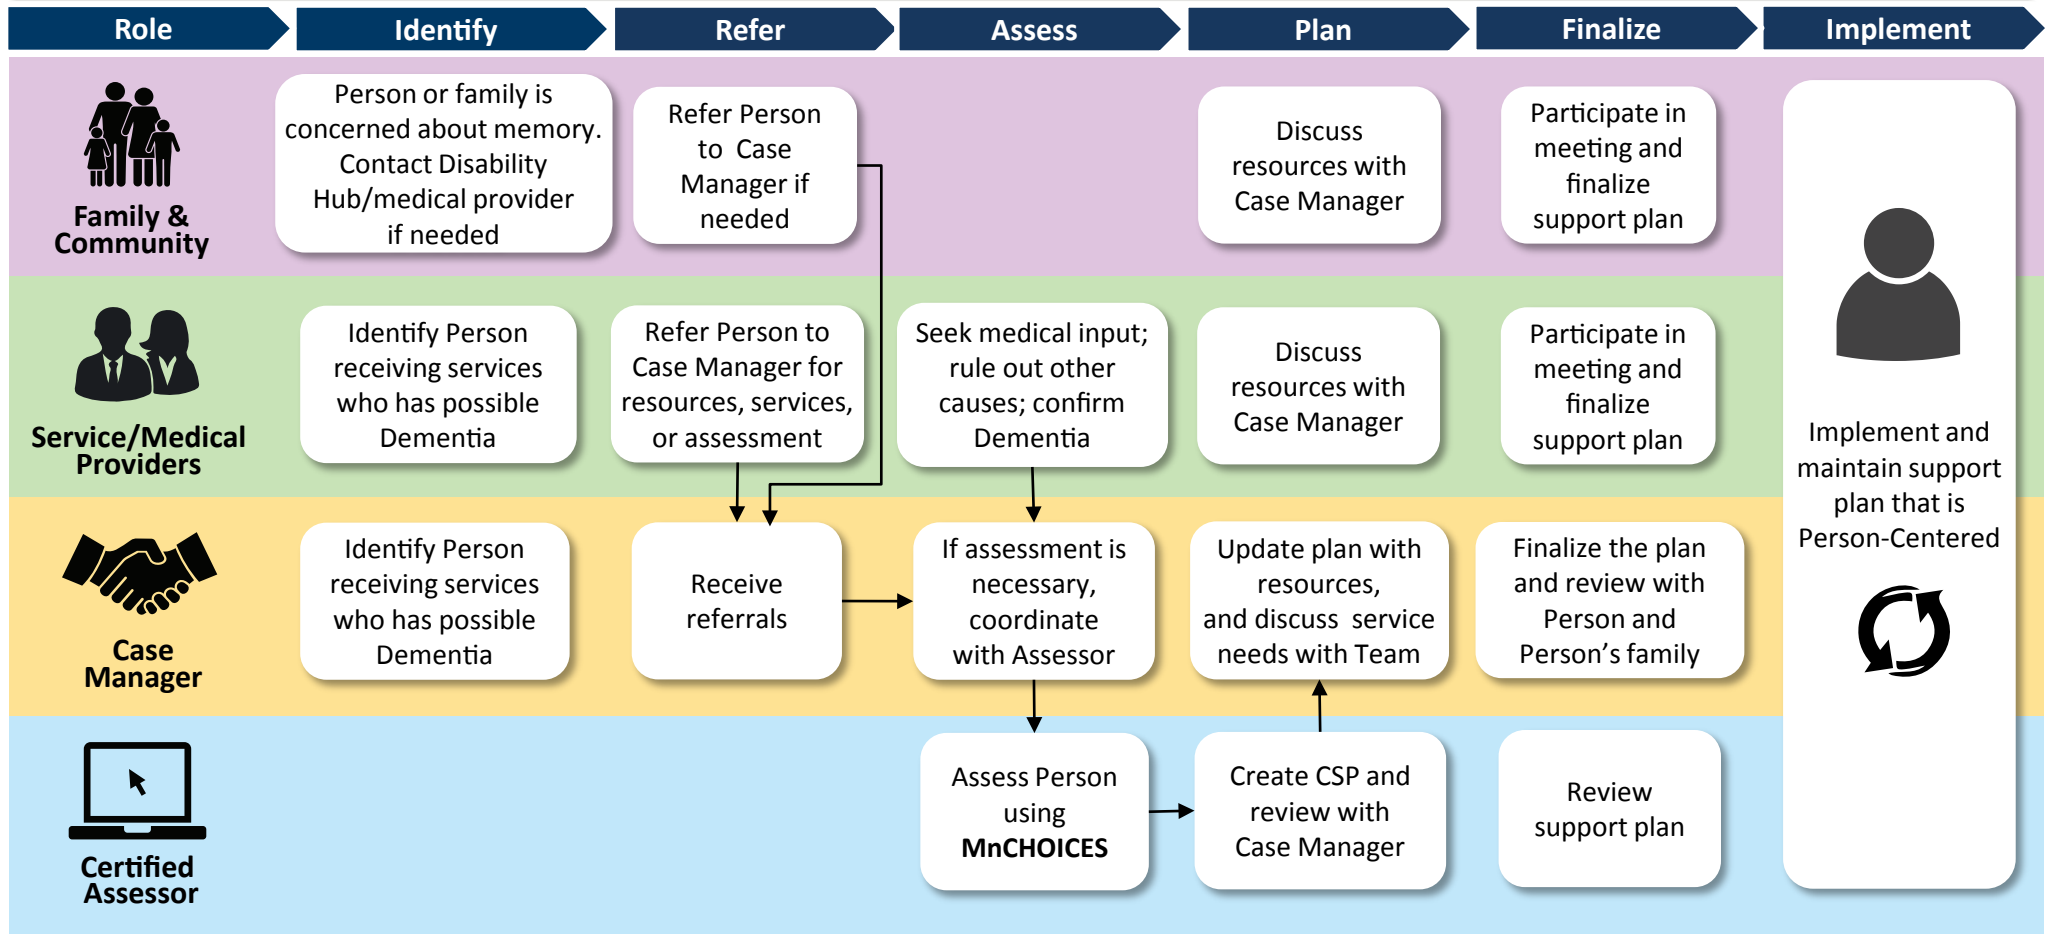 Role
Identify
Refer
Assess
Plan
Finalize
Implement
Family &
Community
Person or family is
concerned about memory.
Contact Disability
Hub/medical provider
if needed
Refer Person
to Case
Manager if
needed
Discuss
resources with
Case Manager
Participate in
meeting and
finalize
support plan
Service/Medical
Providers
Identify Person
receiving services
who has possible
Dementia
Refer Person to
Case Manager for
resources, services,
or assessment
Seek medical input;
rule out other
causes; confirm
Dementia
Discuss
resources with
Case Manager
Participate in
meeting and
finalize
support plan
Case
Manager
Identify Person
receiving services
who has possible
Dementia
Receive
referrals
If assessment is
necessary,
coordinate
with Assessor
Update plan with
resources,
and discuss service
needs with Team
Finalize the plan
and review with
Person and
Person’s family
Certified
Assessor
Assess Person
using
MnCHOICES
Create CSP and
review with
Case Manager
Review
support plan
Implement and
maintain support
plan that is
Person-Centered